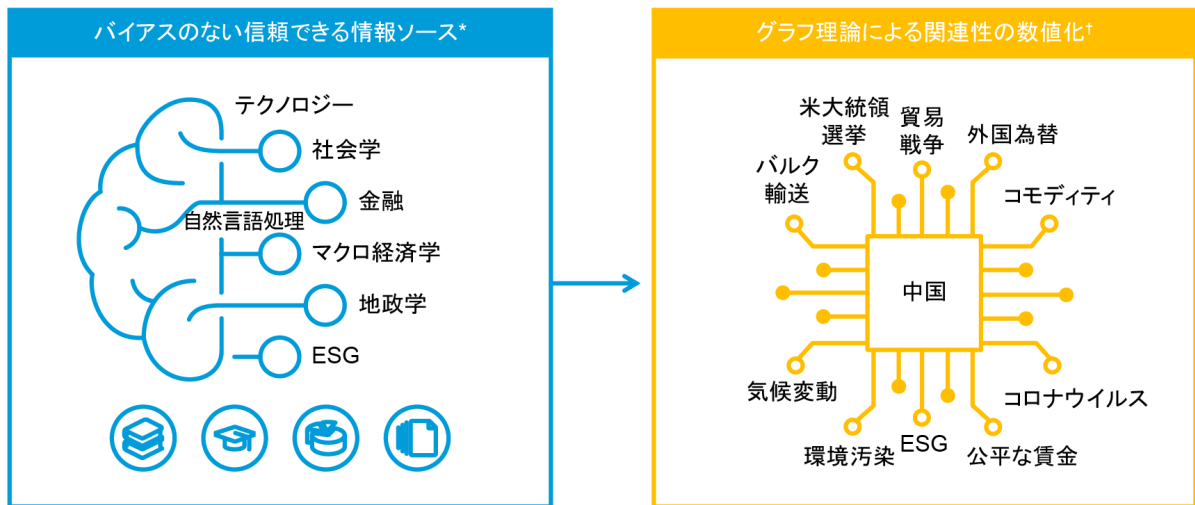 バイアスのない信頼できる情報ソース*
テクノロジー
社会学
金融
自然言語処理
マクロ経済学
地政学
ESG
グラフ理論による関連性の数値化†
米大統領
選挙
貿易
戦争
外国為替
バルク
輸送
コモディティ
中国
気候変動
コロナウイルス
環境汚染
ESG
公平な賃金